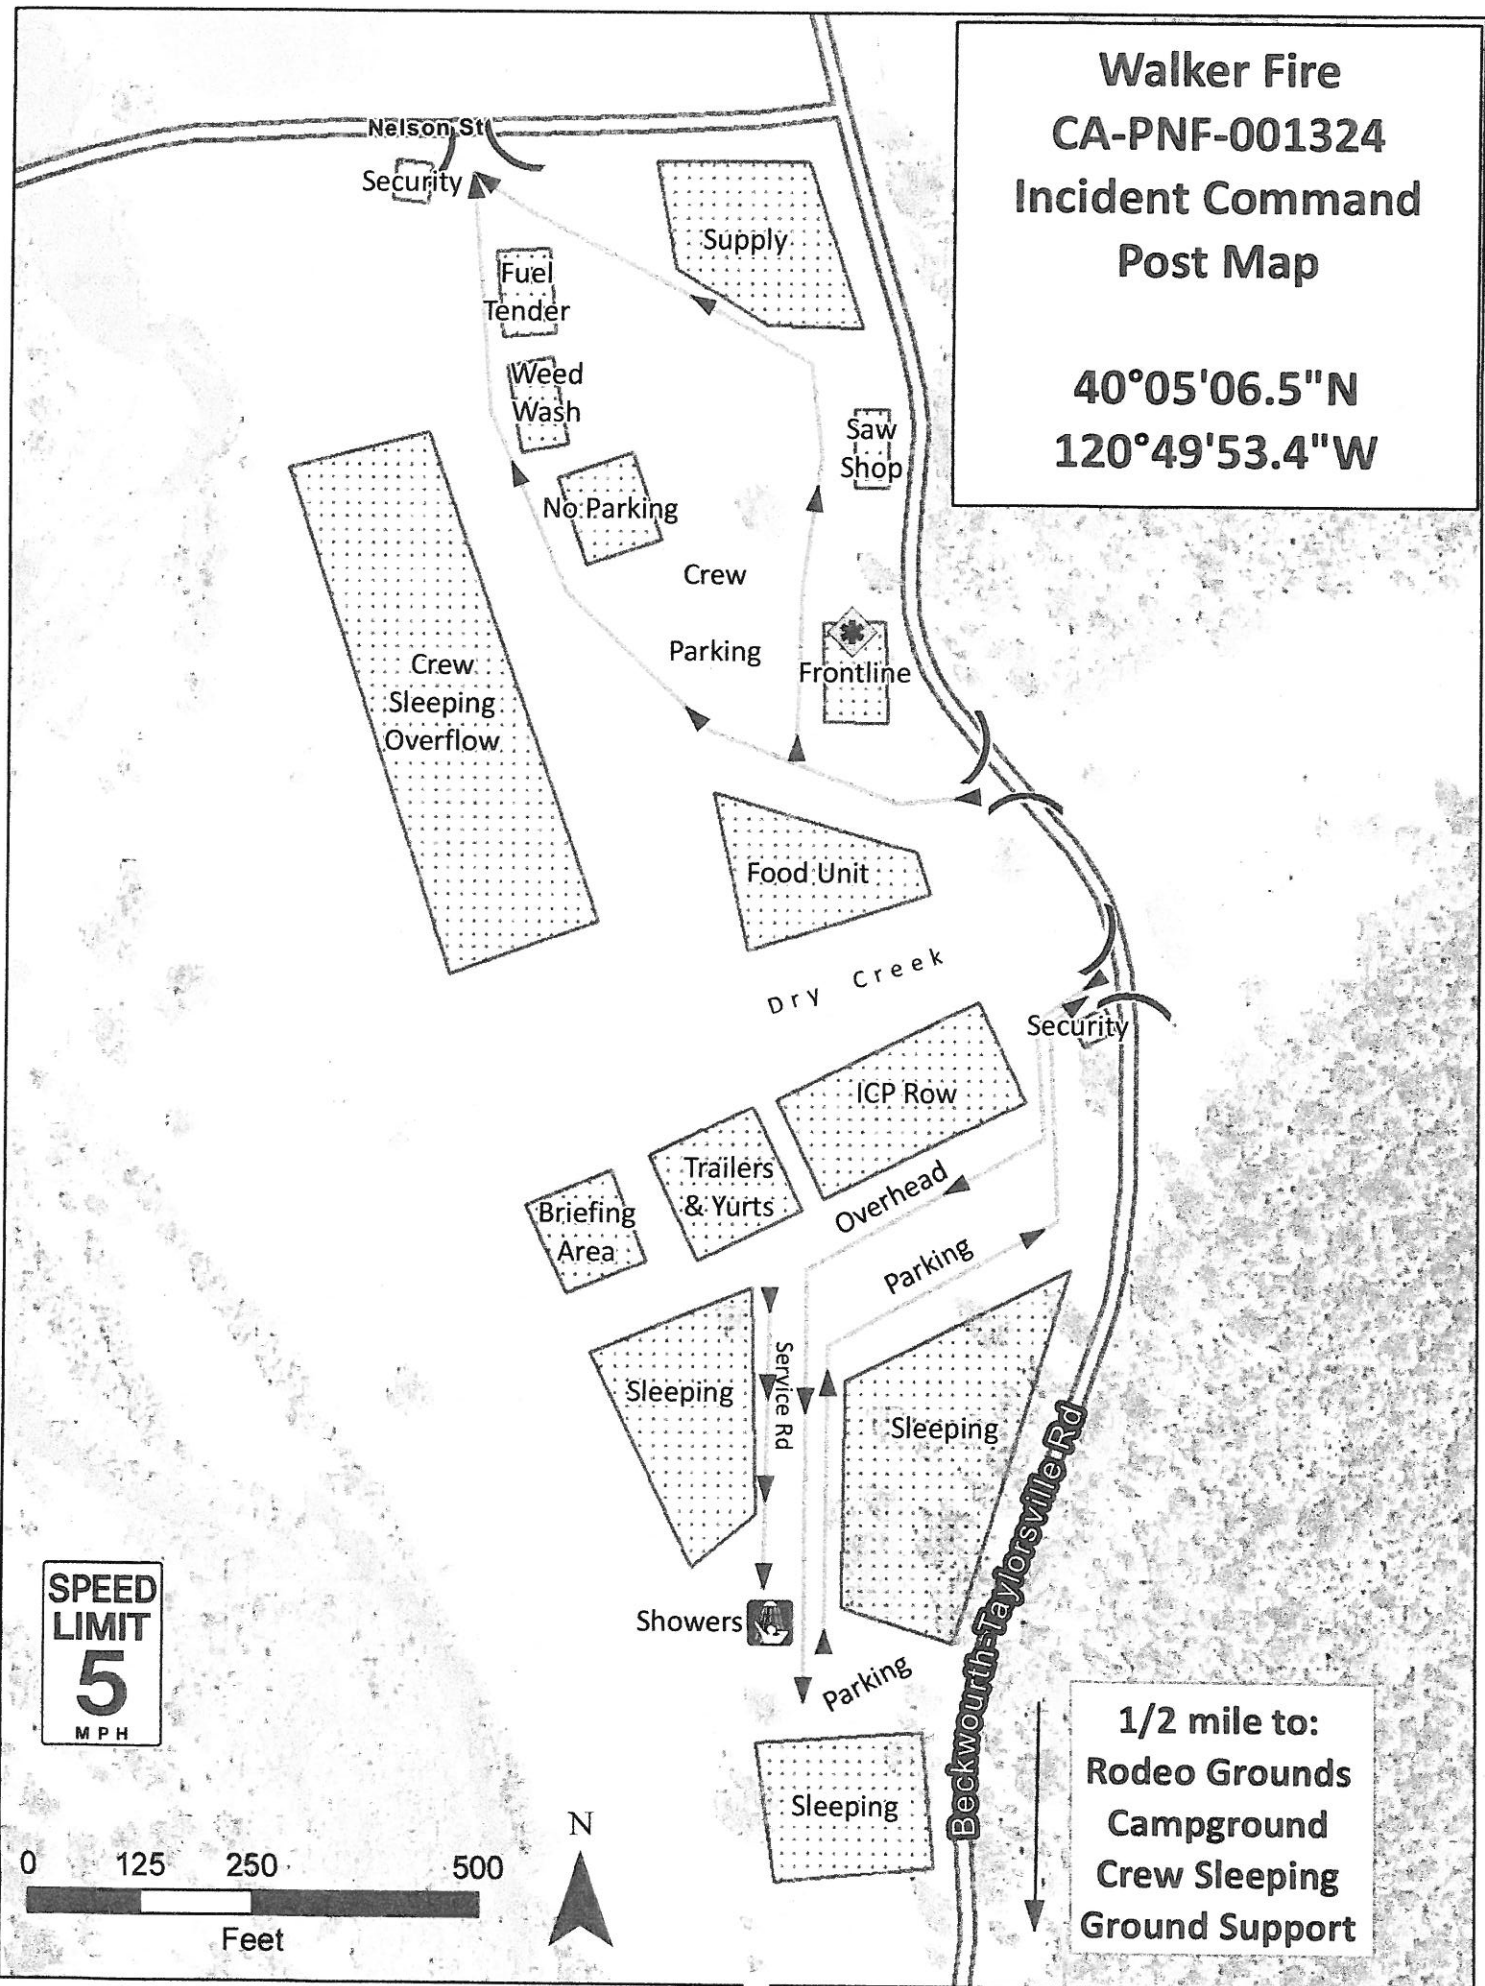 Walker Fire
CA-PNF-001324
Incident Command
Post Map
40°05'06.5"N
120°49'53.4"W
Nelson St
Security
Supply
Fuel
Tender
Weed
Wash
Saw
Shop
No Parking
Crew
Parking
Frontline
Crew
Sleeping
Overflow
Food Unit
Dry Creek
Security
ICP Row
Trailers
& Yurts
Overhead
Briefing
Area
Parking
Service Rd
Sleeping
Sleeping
Beckwourth-Taylorsville Rd
SPEED
LIMIT
5
MPH
Showers
Parking
1/2 mile to:
Rodeo Grounds
Campground
Crew Sleeping
Ground Support
Sleeping
N
0 125 250 500
Feet